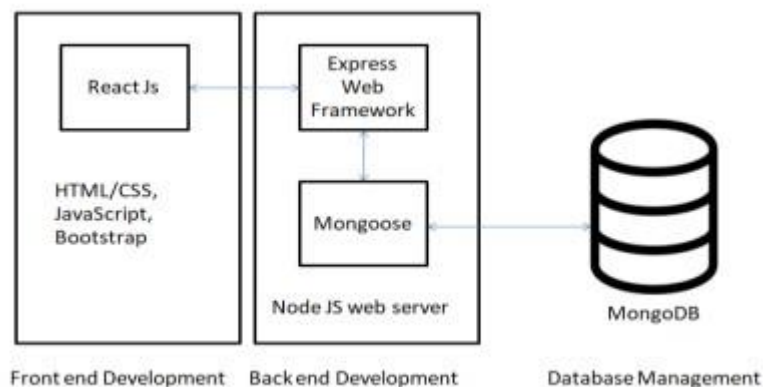 React Js
HTML/CSS,
JavaScript,
Bootstrap
Front end Development
Express
Web
Framework
Mongoose
Node JS web server
Back end Development
MongoDB
Database Management